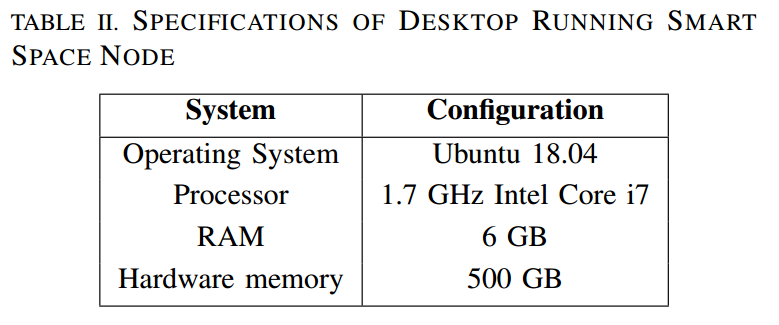 TABLE II. SPECIFICATIONS OF DESKTOP RUNNING SMART
SPACE NODE
System Configuration
Operating System Ubuntu 18.04
Processor 1.7 GHz Intel Core i7
RAM 6 GB
Hardware memory 500 GB